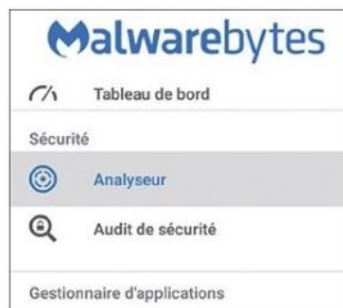 Malwarebytes
Tableau de bord
Sécurité
Analyseur
Audit de sécurité
Gestionnaire d'applications